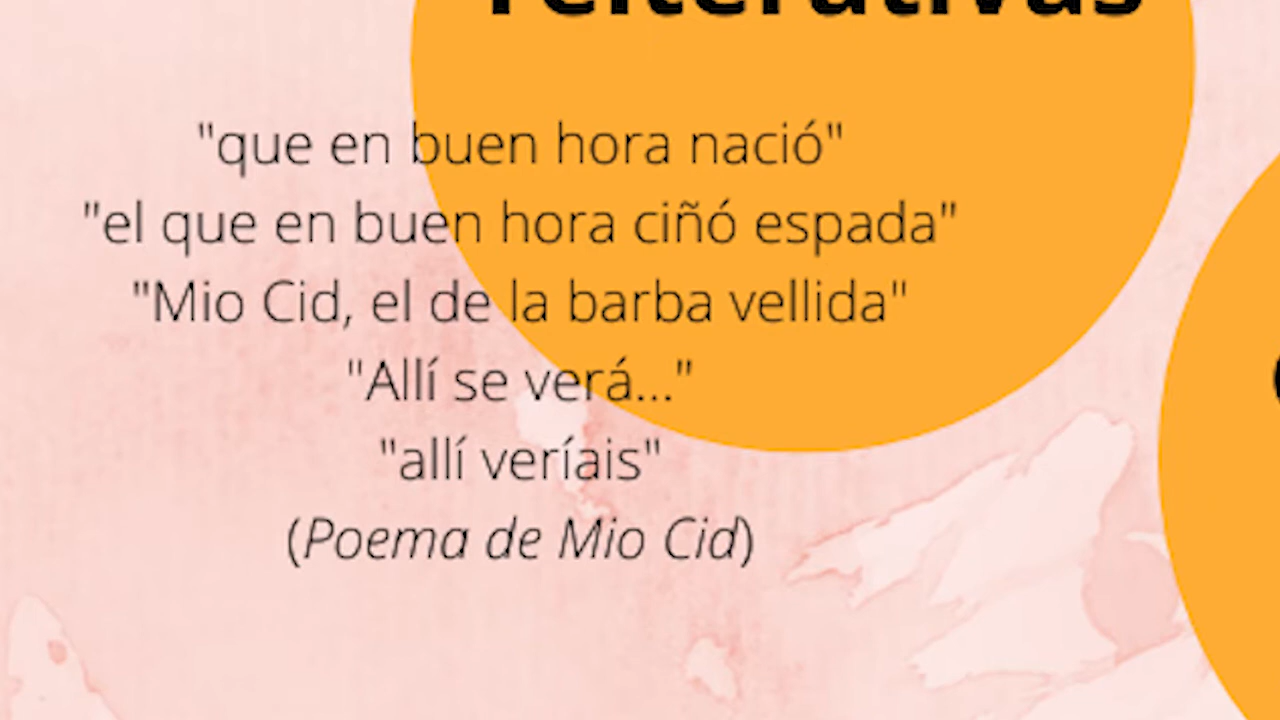 reiterativas
"que en buen hora nació"
"el que en buen hora ciñó espada"
"Mio Cid, el de la barba vellida"
"Allí se verá..."
"allí veríais"
(Poema de Mio Cid)